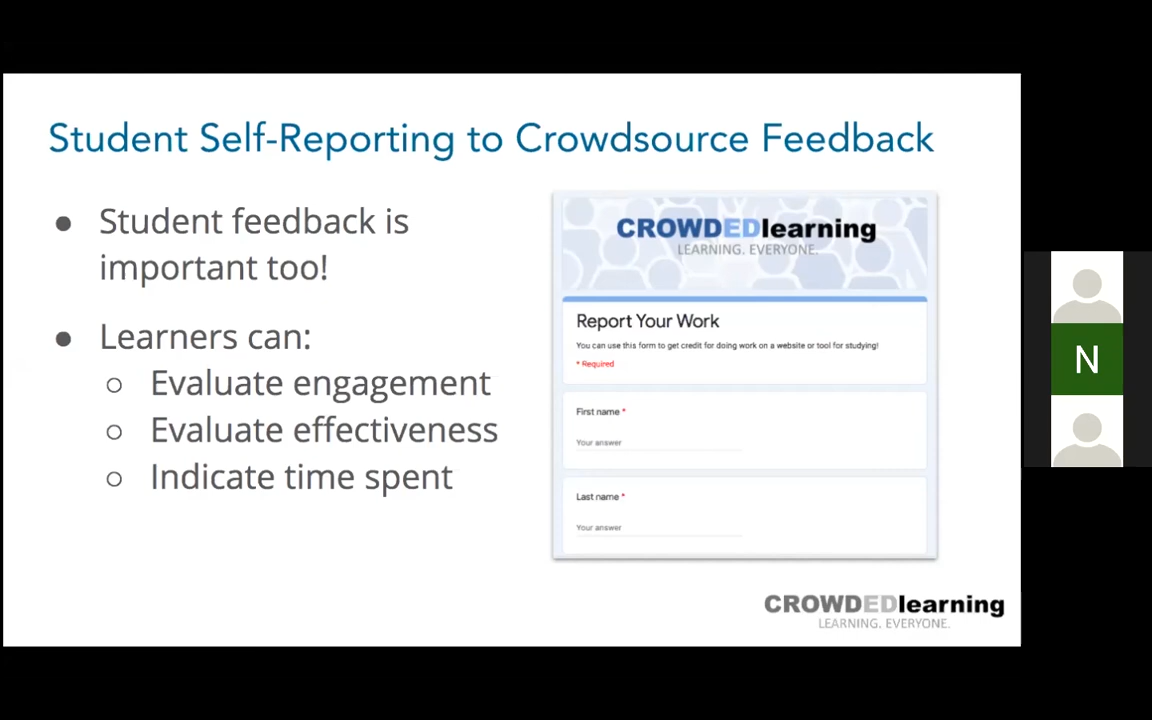 Student Self-Reporting to Crowdsource Feedback
● Student feedback is
important too!
● Learners can:
○ Evaluate engagement
○ Evaluate effectiveness
○ Indicate time spent
CROWDEDlearning
LEARNING. EVERYONE.
Report Your Work
You can use this form to get credit for doing work on a website or tool for studying!
* Required
First name *
Your answer
Last name *
Your answer
CROWDEDlearning
LEARNING. EVERYONE.
N